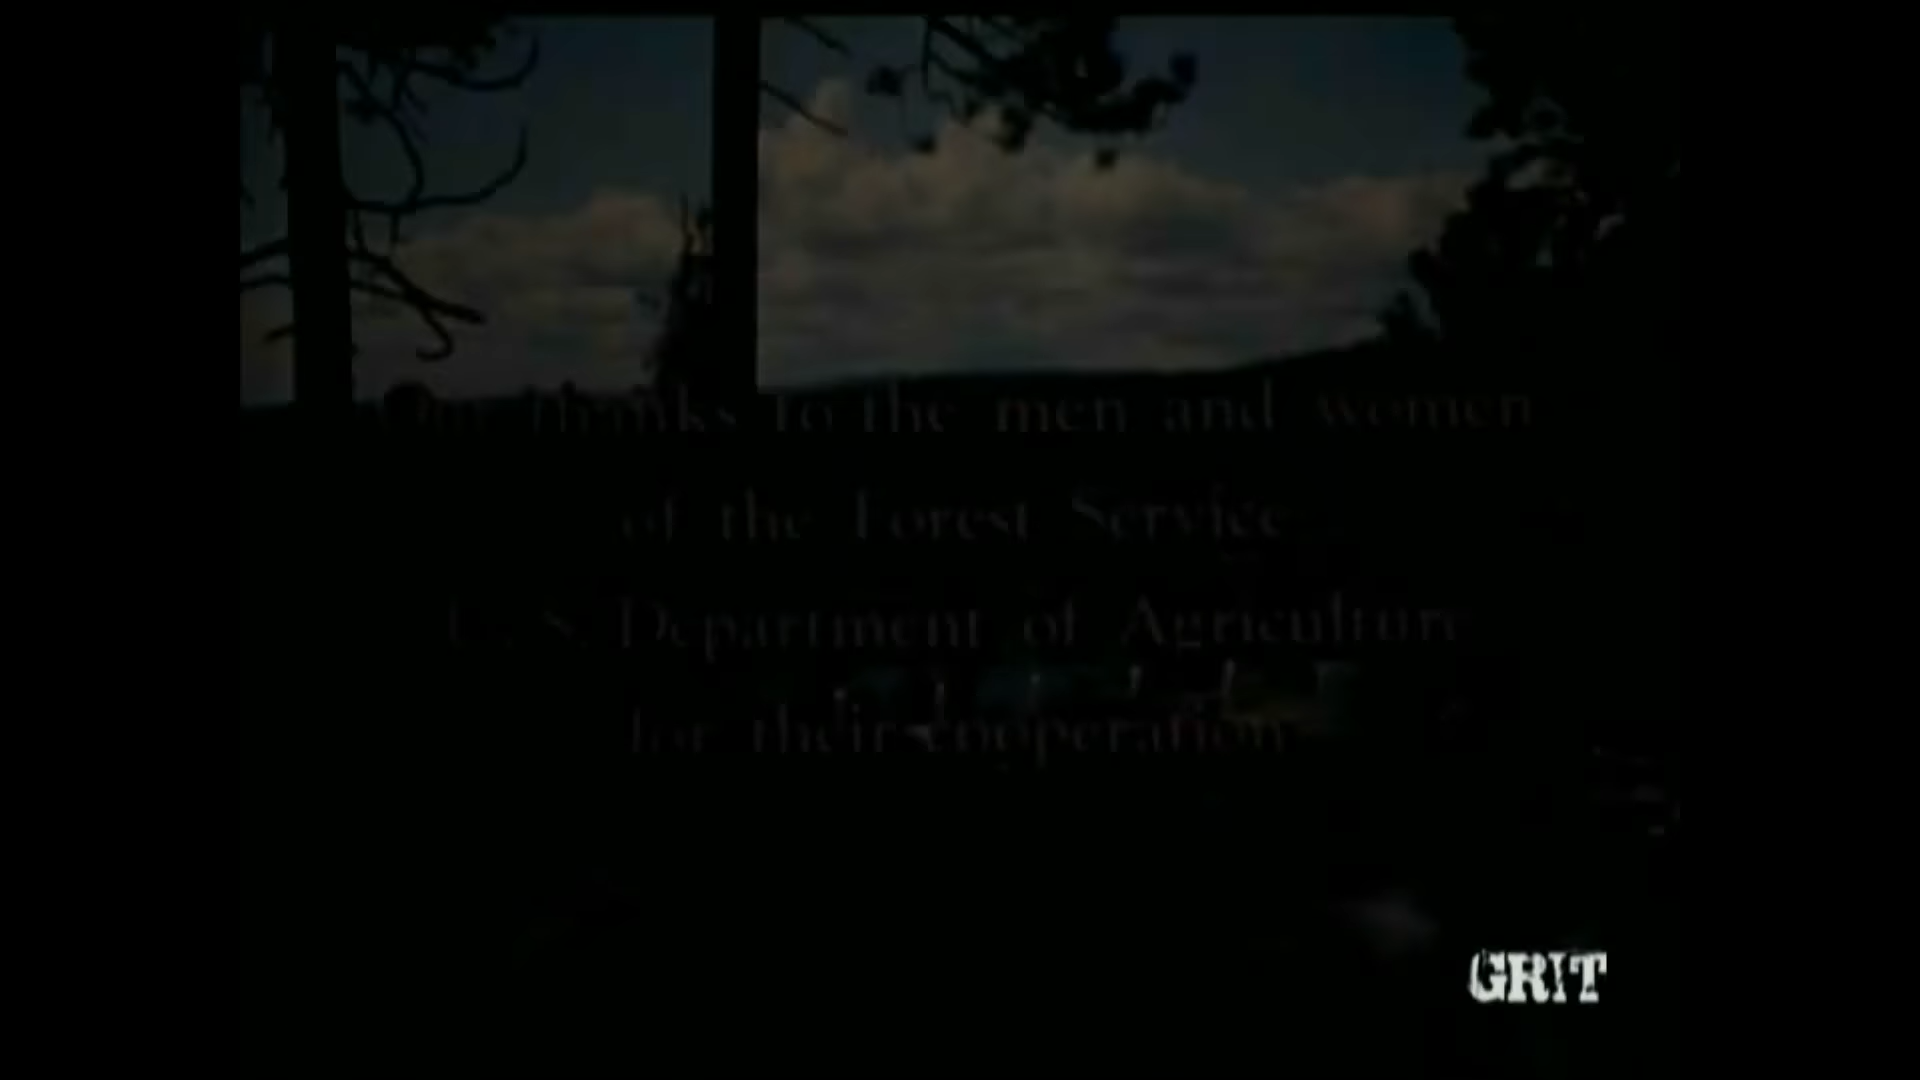 Our thanks to the men and women
of the Forest Service
U. S. Department of Agriculture
for their cooperation
GRIT